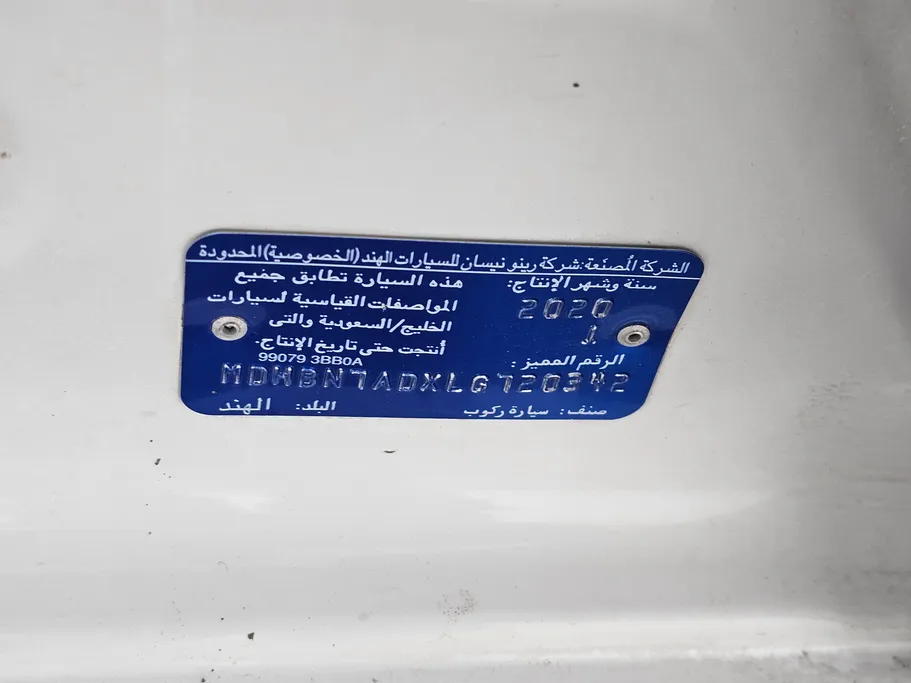 الشركة المصنعة: شركة رينو نيسان للسيارات الهند (الخصوصية) المحدودة
سنة وشهر الإنتاج:
2020
1
هذه السيارة تطابق جميع
المواصفات القياسية لسيارات
الخليج/السعودية والتى
أنتجت حتى تاريخ الإنتاج.
الرقم المميز:
99079 3BB0A
MDHBN7ADXLG720342
صنف: سيارة ركوب البلد: الهند